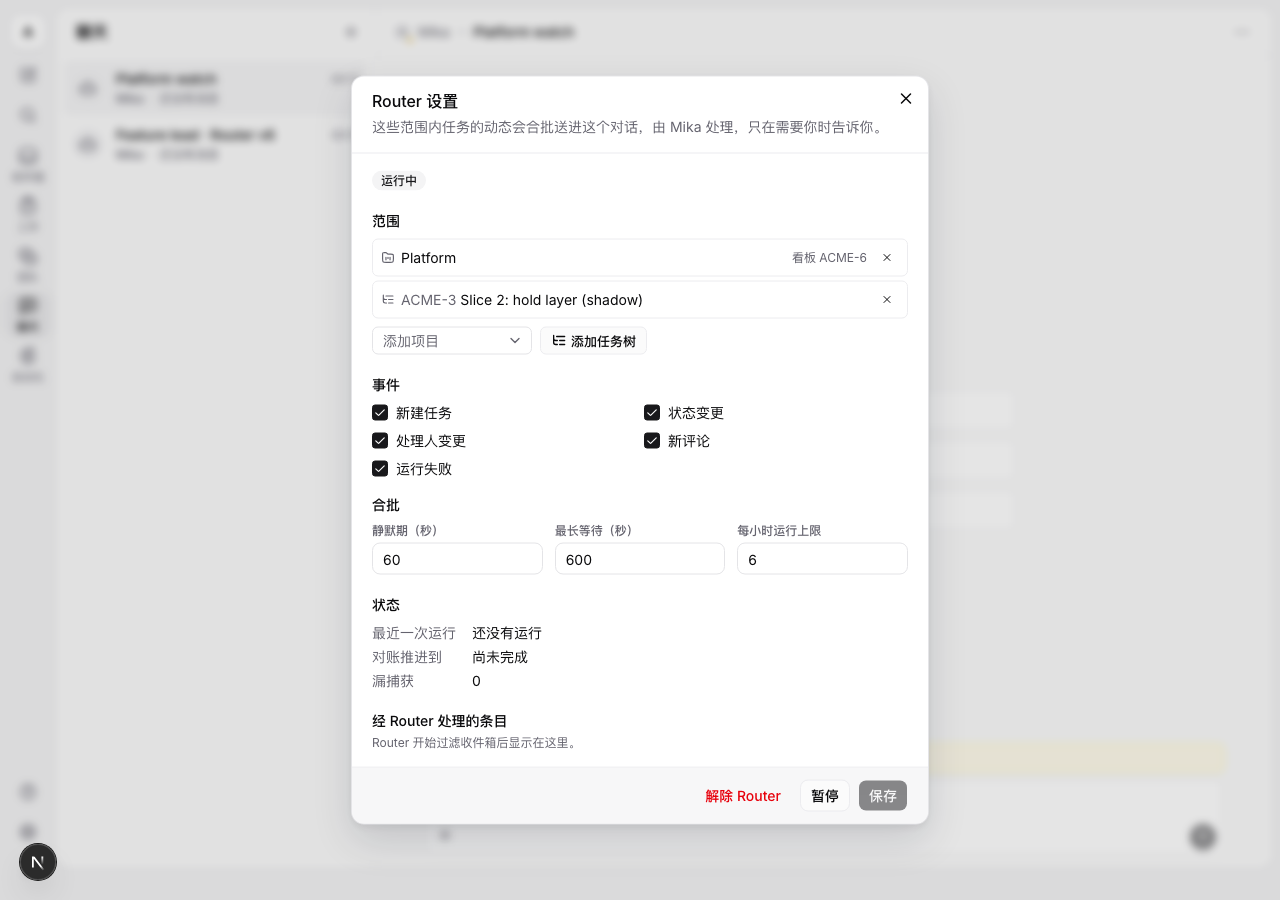 Router 设置
这些范围内任务的动态会合批送进这个对话，由 Mika 处理，只在需要你时告诉你。
运行中
范围
Platform 看板 ACME-6
ACME-3 Slice 2: hold layer (shadow)
添加项目 添加任务树
事件
新建任务 状态变更
处理人变更 新评论
运行失败
合批
静默期（秒） 最长等待（秒） 每小时运行上限
60 600 6
状态
最近一次运行 还没有运行
对账推进到 尚未完成
漏捕获 0
经 Router 处理的条目
Router 开始过滤收件箱后显示在这里。
解除 Router 暂停 保存
N